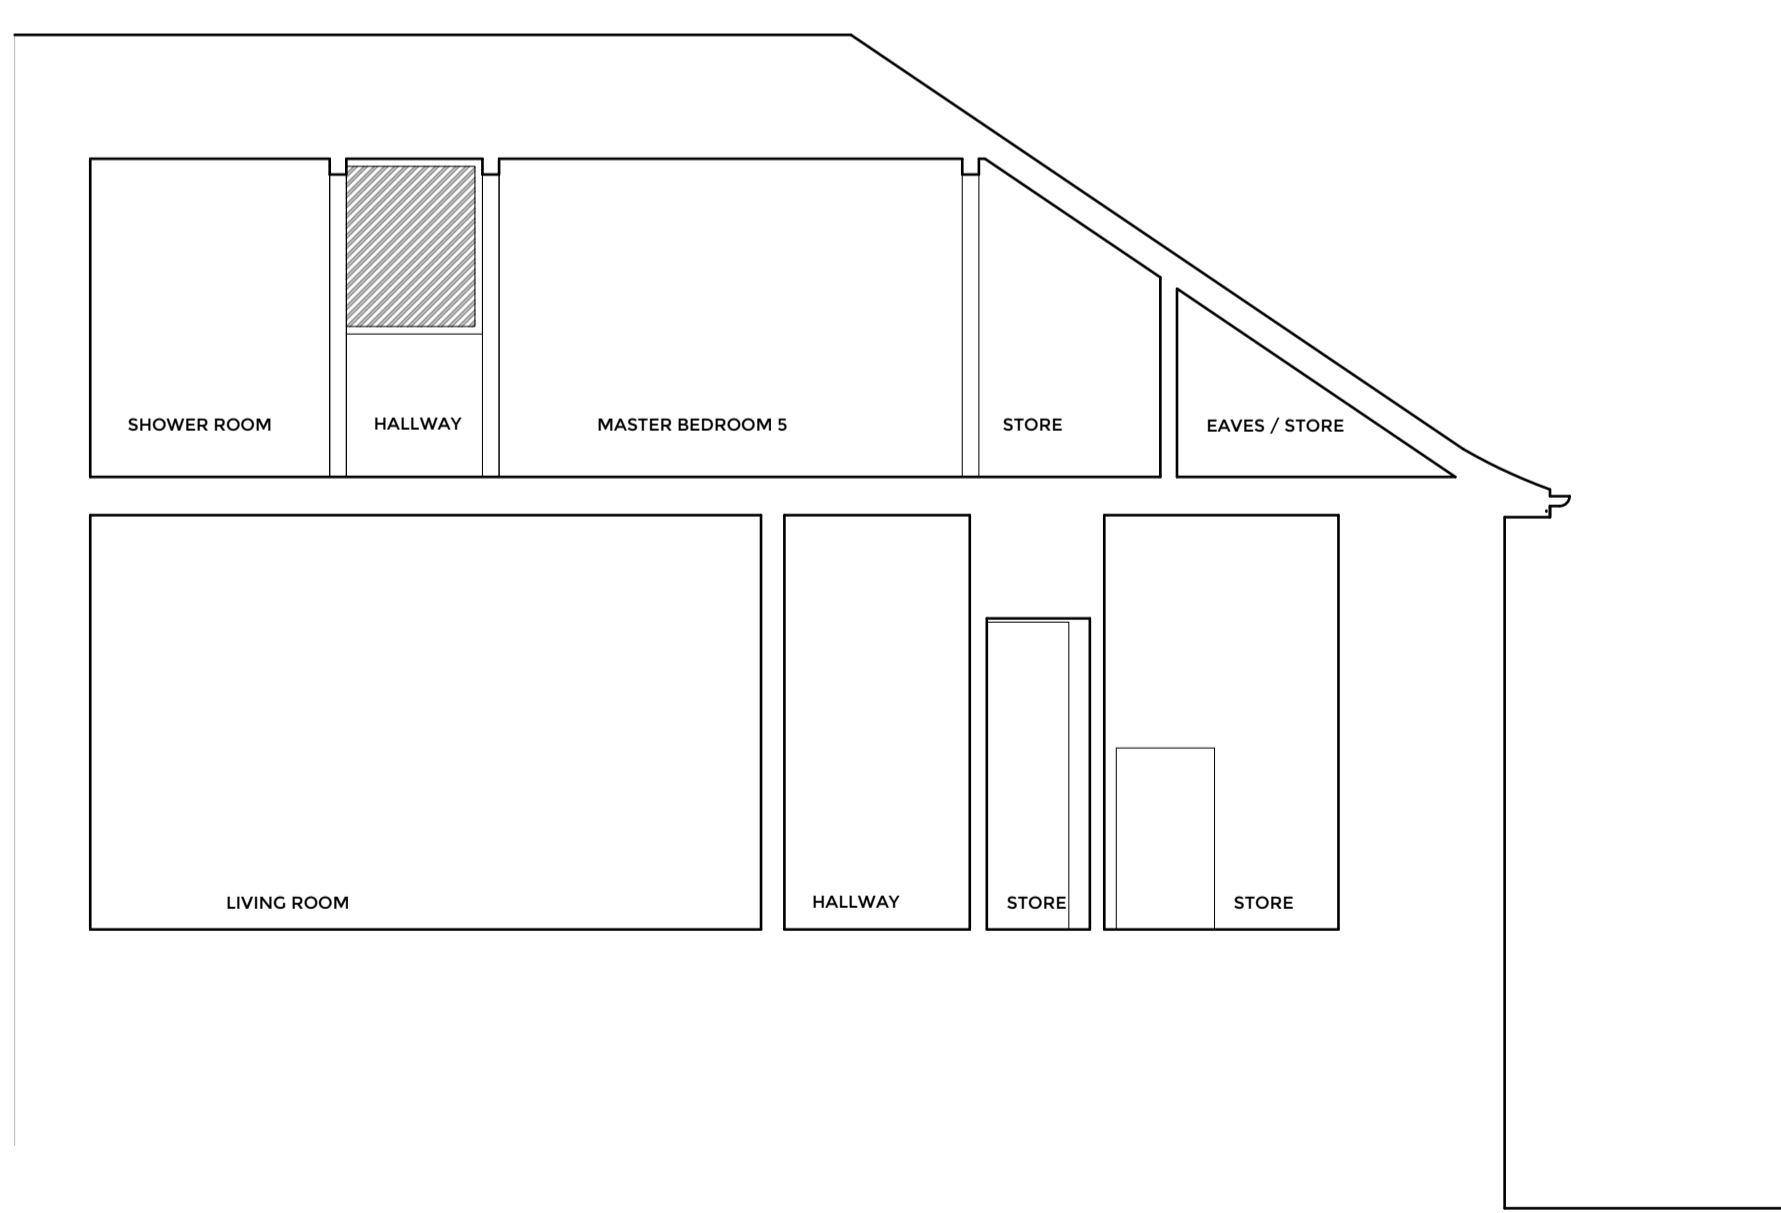 SHOWER ROOM
HALLWAY
MASTER BEDROOM 5
STORE
EAVES / STORE
LIVING ROOM
HALLWAY
STORE
STORE